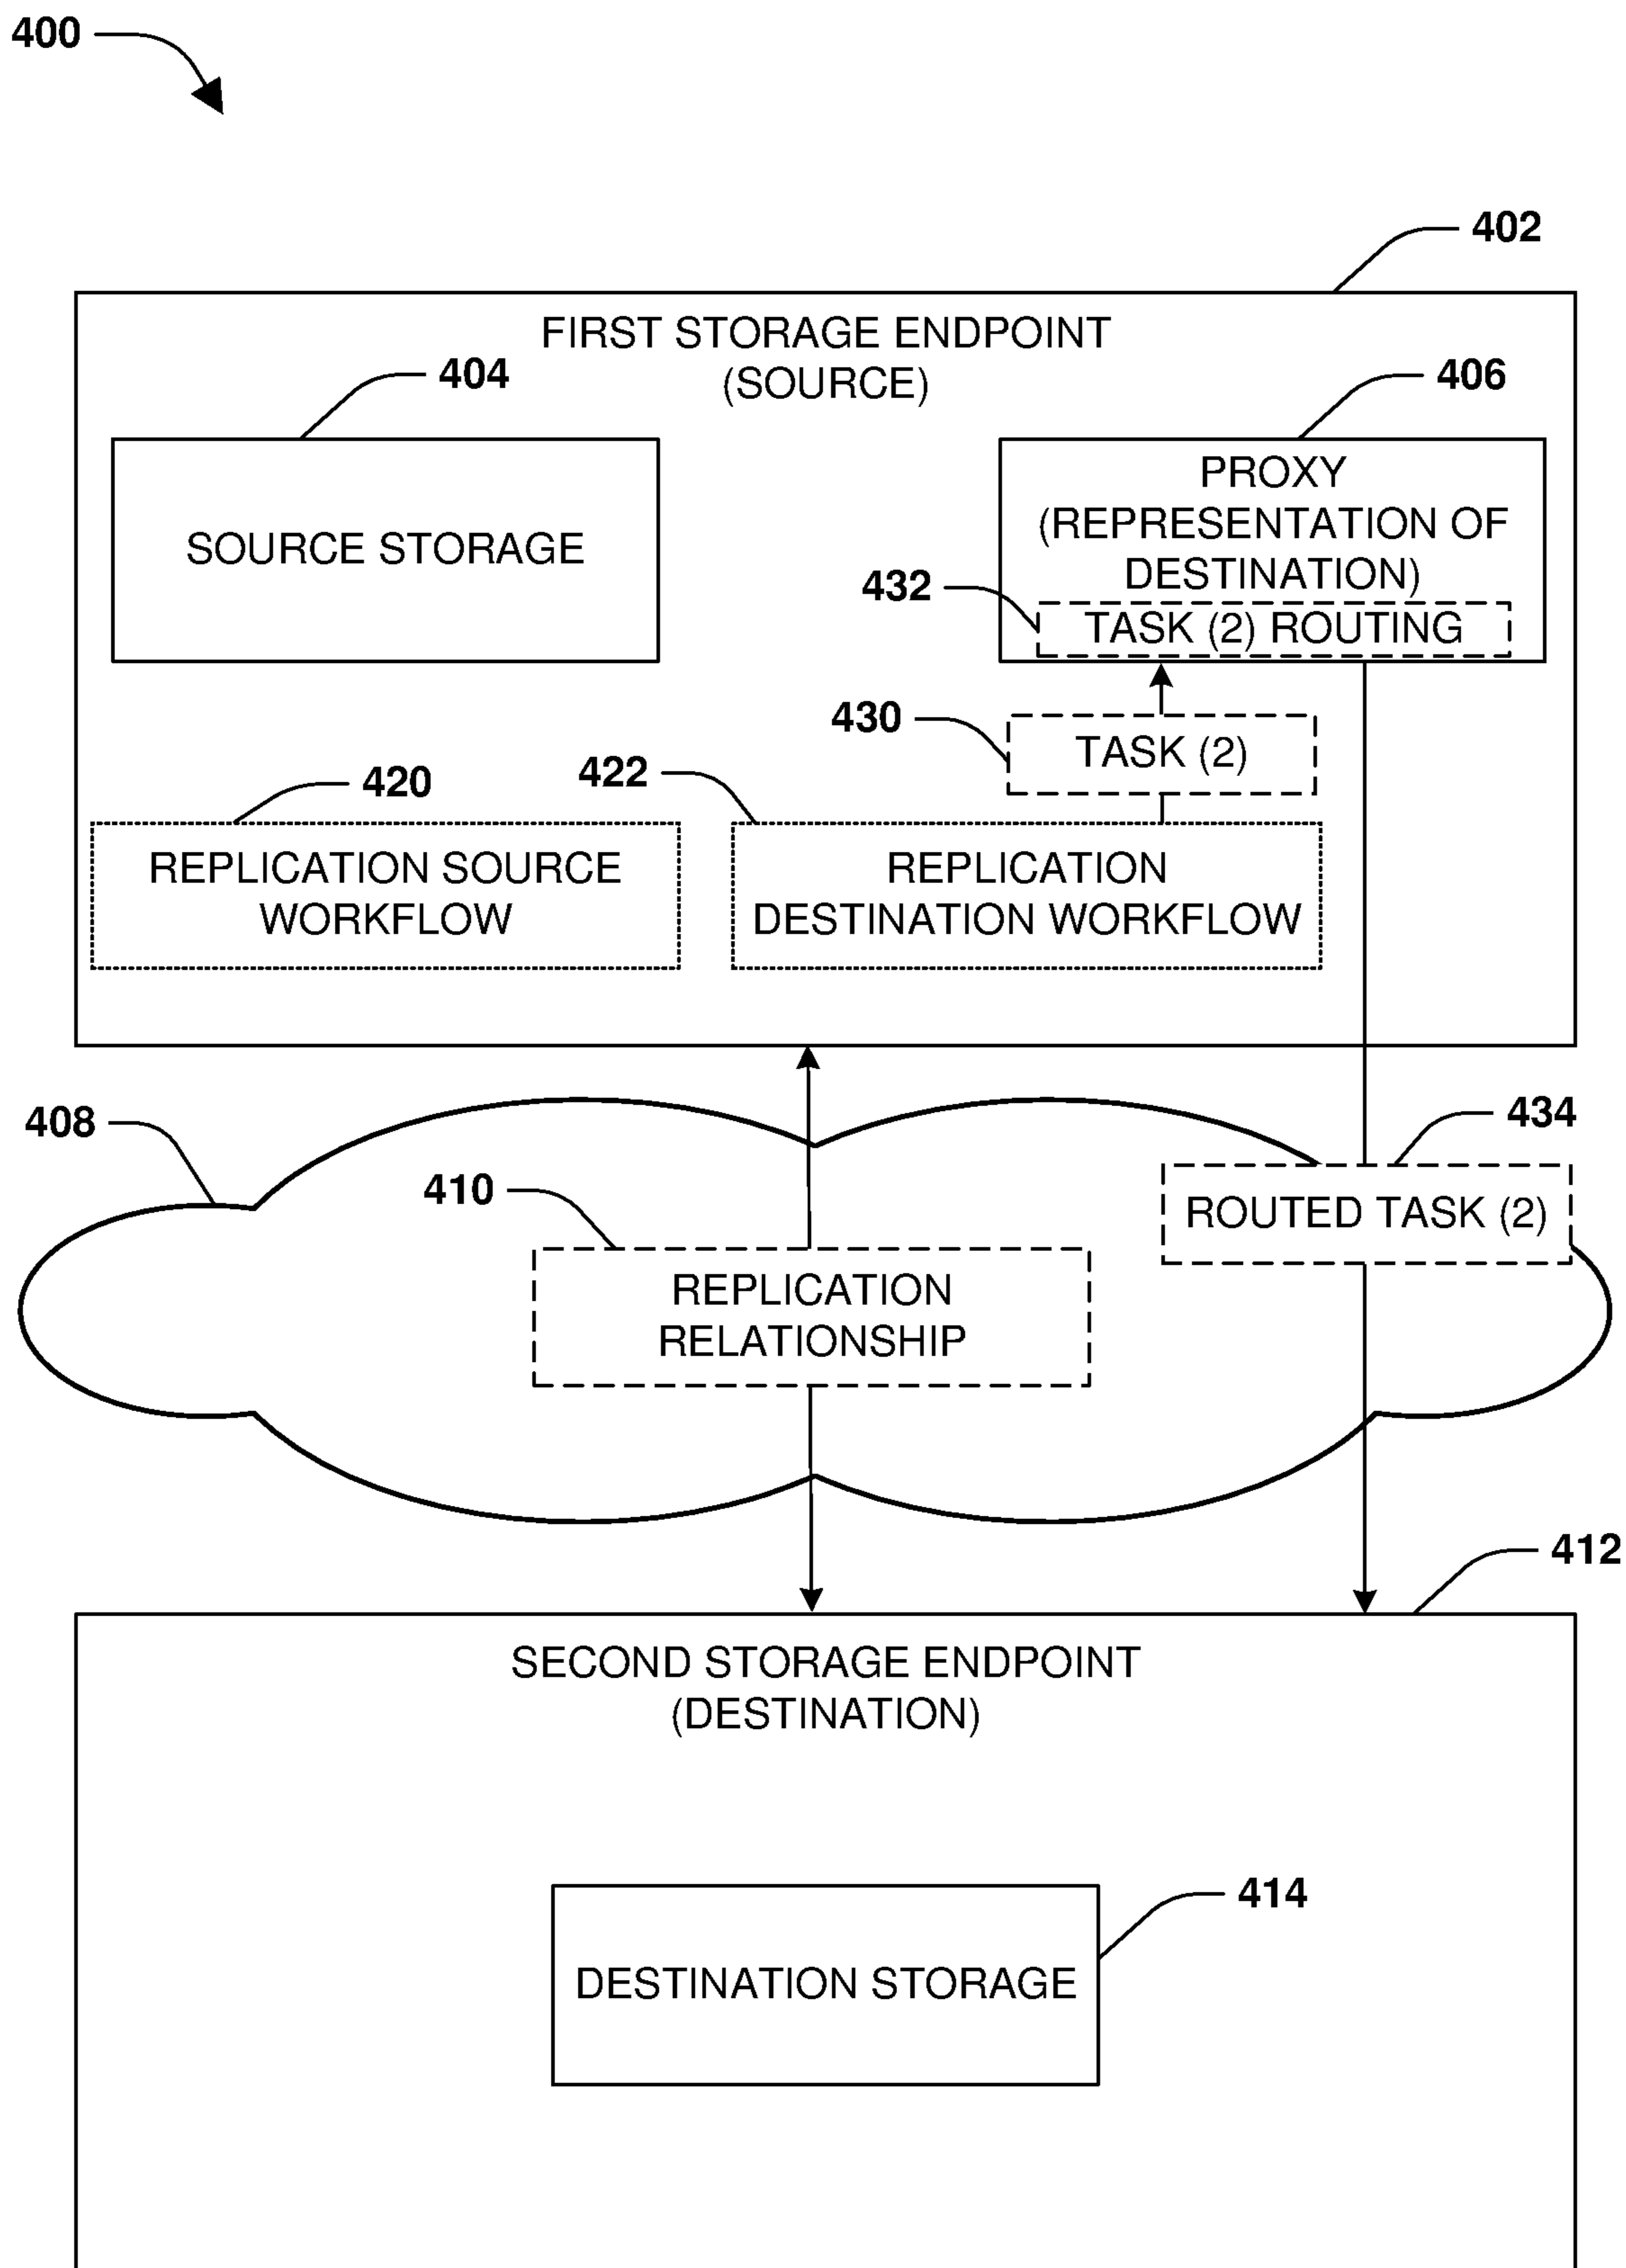 400
402
FIRST STORAGE ENDPOINT
(SOURCE)
404
406
SOURCE STORAGE
PROXY
(REPRESENTATION OF
DESTINATION)
432
TASK (2) ROUTING
430
TASK (2)
420
422
REPLICATION SOURCE
WORKFLOW
REPLICATION
DESTINATION WORKFLOW
408
434
410
ROUTED TASK (2)
REPLICATION
RELATIONSHIP
412
SECOND STORAGE ENDPOINT
(DESTINATION)
414
DESTINATION STORAGE